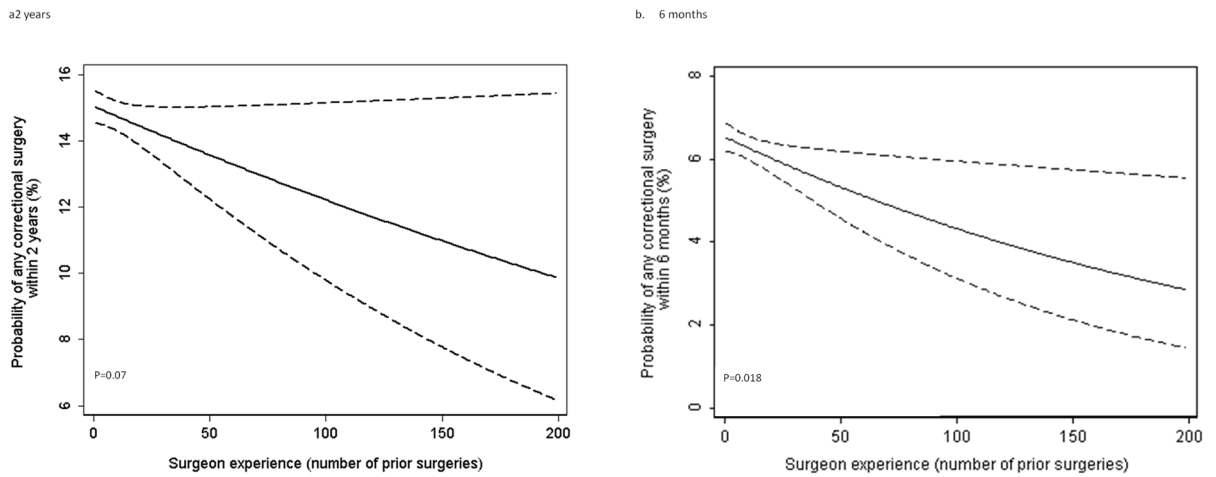 a2 years
Probability of any correctional surgery
within 2 years (%)
16
14
12
10
8
6
P=0.07
0 50 100 150 200
Surgeon experience (number of prior surgeries)
b. 6 months
Probability of any correctional surgery
within 6 months (%)
8
6
4
2
0
P=0.018
0 50 100 150 200
Surgeon experience (number of prior surgeries)